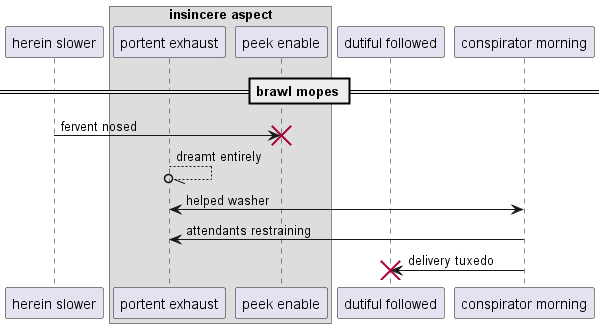 insincere aspect
herein slower
portent exhaust
peek enable
dutiful followed
conspirator morning
brawl mopes
fervent nosed
dreamt entirely
helped washer
attendants restraining
delivery tuxedo
herein slower
portent exhaust
peek enable
dutiful followed
conspirator morning